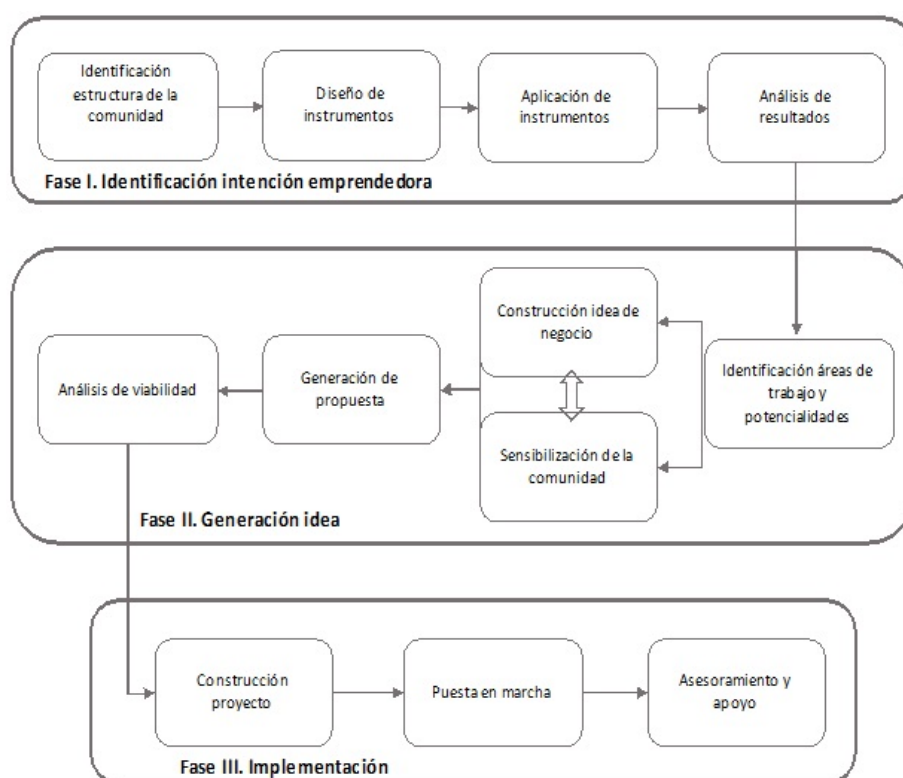 Identificación
estructura de la
comunidad
Diseño de
instrumentos
Aplicación de
instrumentos
Análisis de
resultados
Fase I. Identificación intención emprendedora
Construcción idea de
negocio
Identificación áreas de
trabajo y
potencialidades
Generación de
propuesta
Análisis de viabilidad
Sensibilización de la
comunidad
Fase II. Generación idea
Construcción
proyecto
Puesta en marcha
Asesoramiento y
apoyo
Fase III. Implementación